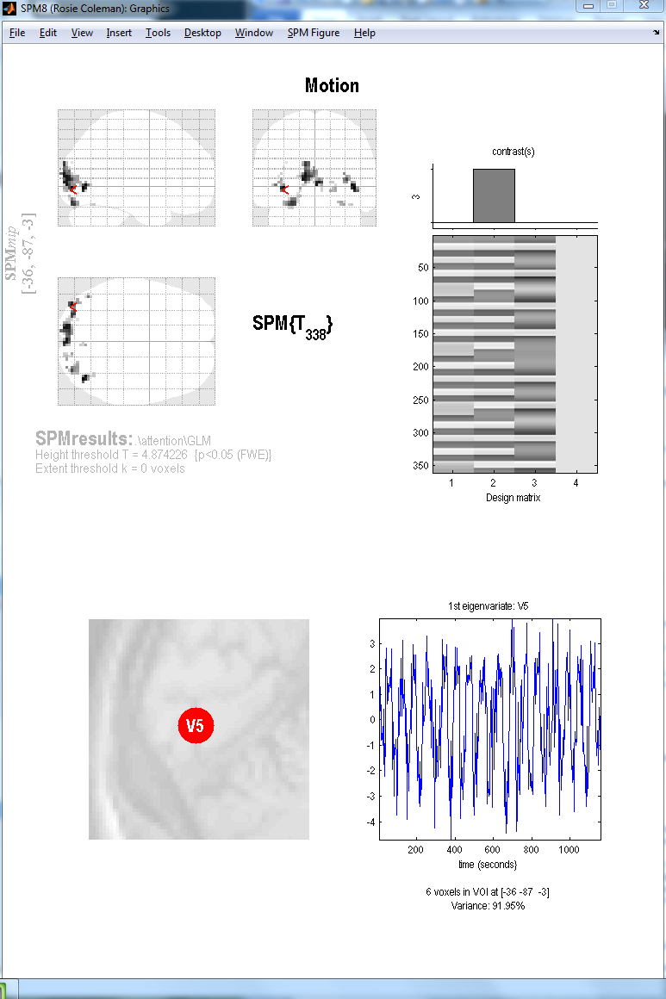 SPM8 (Rosie Coleman): Graphics
File Edit View Insert Tools Desktop Window SPM Figure Help
Motion
SPMmip
[-36, -87, -3]
contrast(s)
3
50
100
150
200
250
300
350
1 2 3 4
Design matrix
SPM{T338}
SPMresults: .\attention\GLM
Height threshold T = 4.874226 {p<0.05 (FWE)}
Extent threshold k = 0 voxels
V5
1st eigenvariate: V5
3
2
1
0
-1
-2
-3
-4
200 400 600 800 1000
time {seconds}
6 voxels in VOI at [-36 -87 -3]
Variance: 91.95%